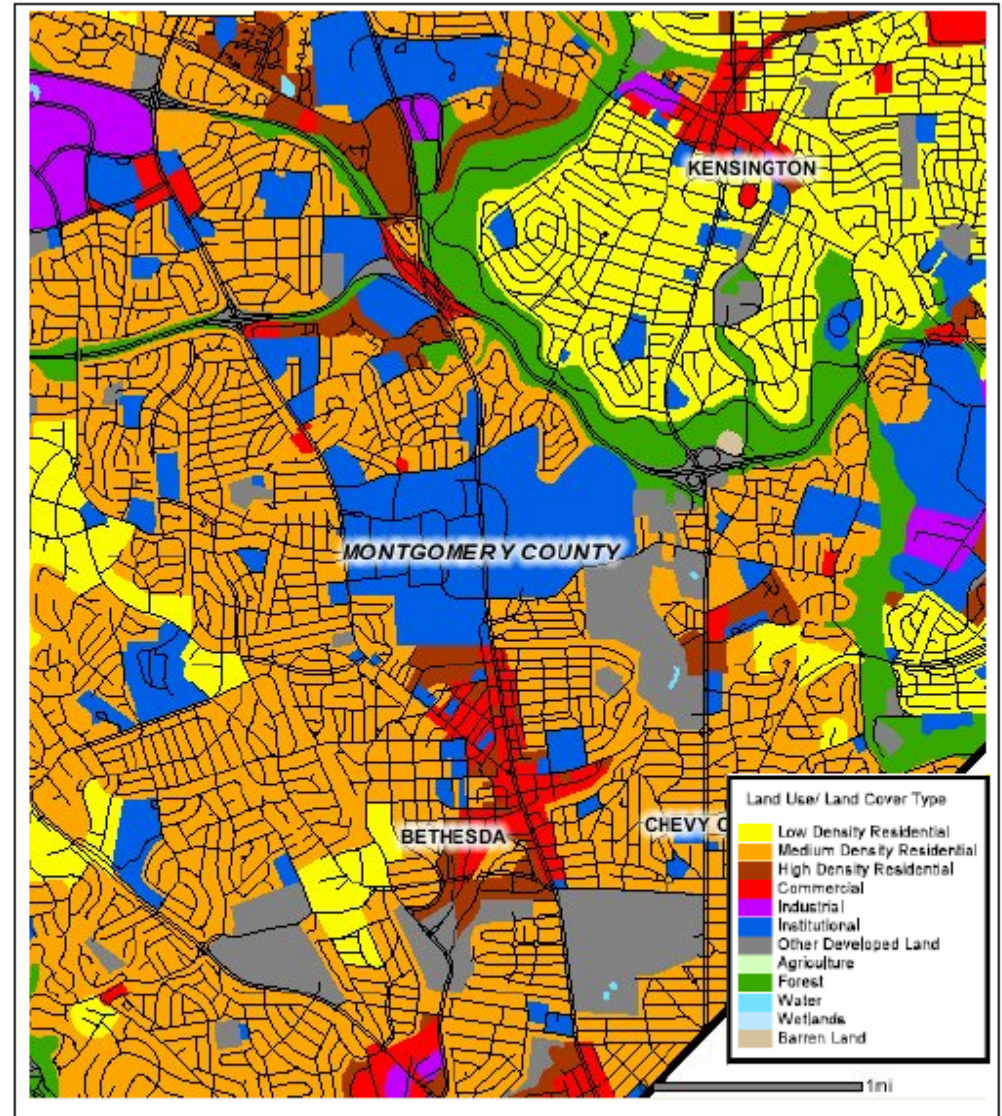 KENSINGTON
MONTGOMERY COUNTY
BETHESDA
CHEVY C
Land Use/ Land Cover Type
Low Density Residential
Medium Density Residential
High Density Residential
Commercial
Industrial
Institutional
Other Developed Land
Agriculture
Forest
Water
Wetlands
Barren Land
1mi